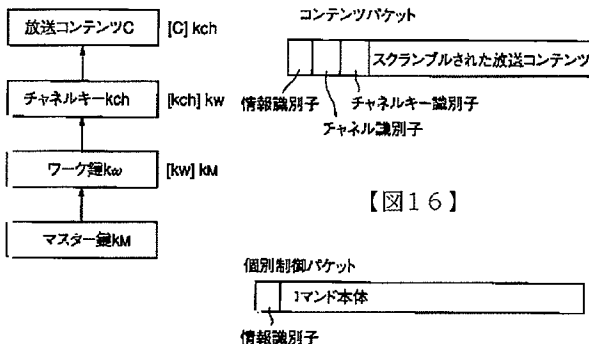 放送コンテンツC
[C] kch
チャネルキーkch
[kch] kw
ワーク鍵kω
[kw] kM
マスター鍵kM
コンテンツパケット
スクランブルされた放送コンテンツ
情報識別子
チャネルキー識別子
チャネル識別子
【図16】
個別制御パケット
コマンド本体
情報識別子